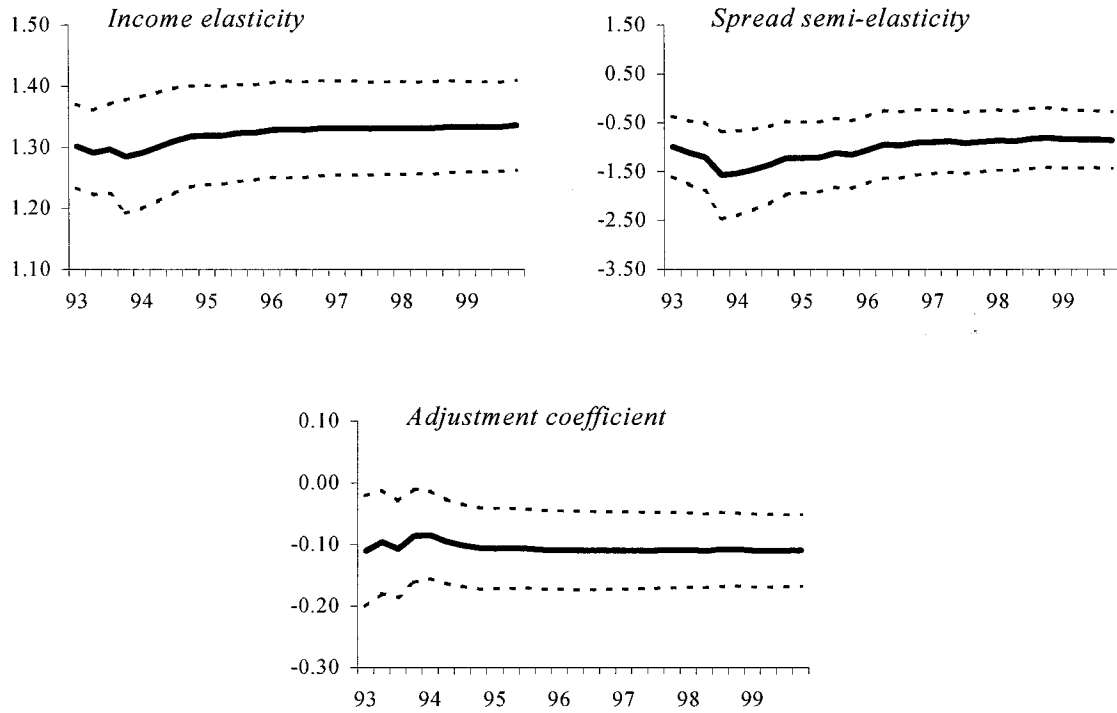 Income elasticity
1.50
1.40
1.30
1.20
1.10
93 94 95 96 97 98 99
Spread semi-elasticity
1.50
0.50
-0.50
-1.50
-2.50
-3.50
93 94 95 96 97 98 99
Adjustment coefficient
0.10
0.00
-0.10
-0.20
-0.30
93 94 95 96 97 98 99